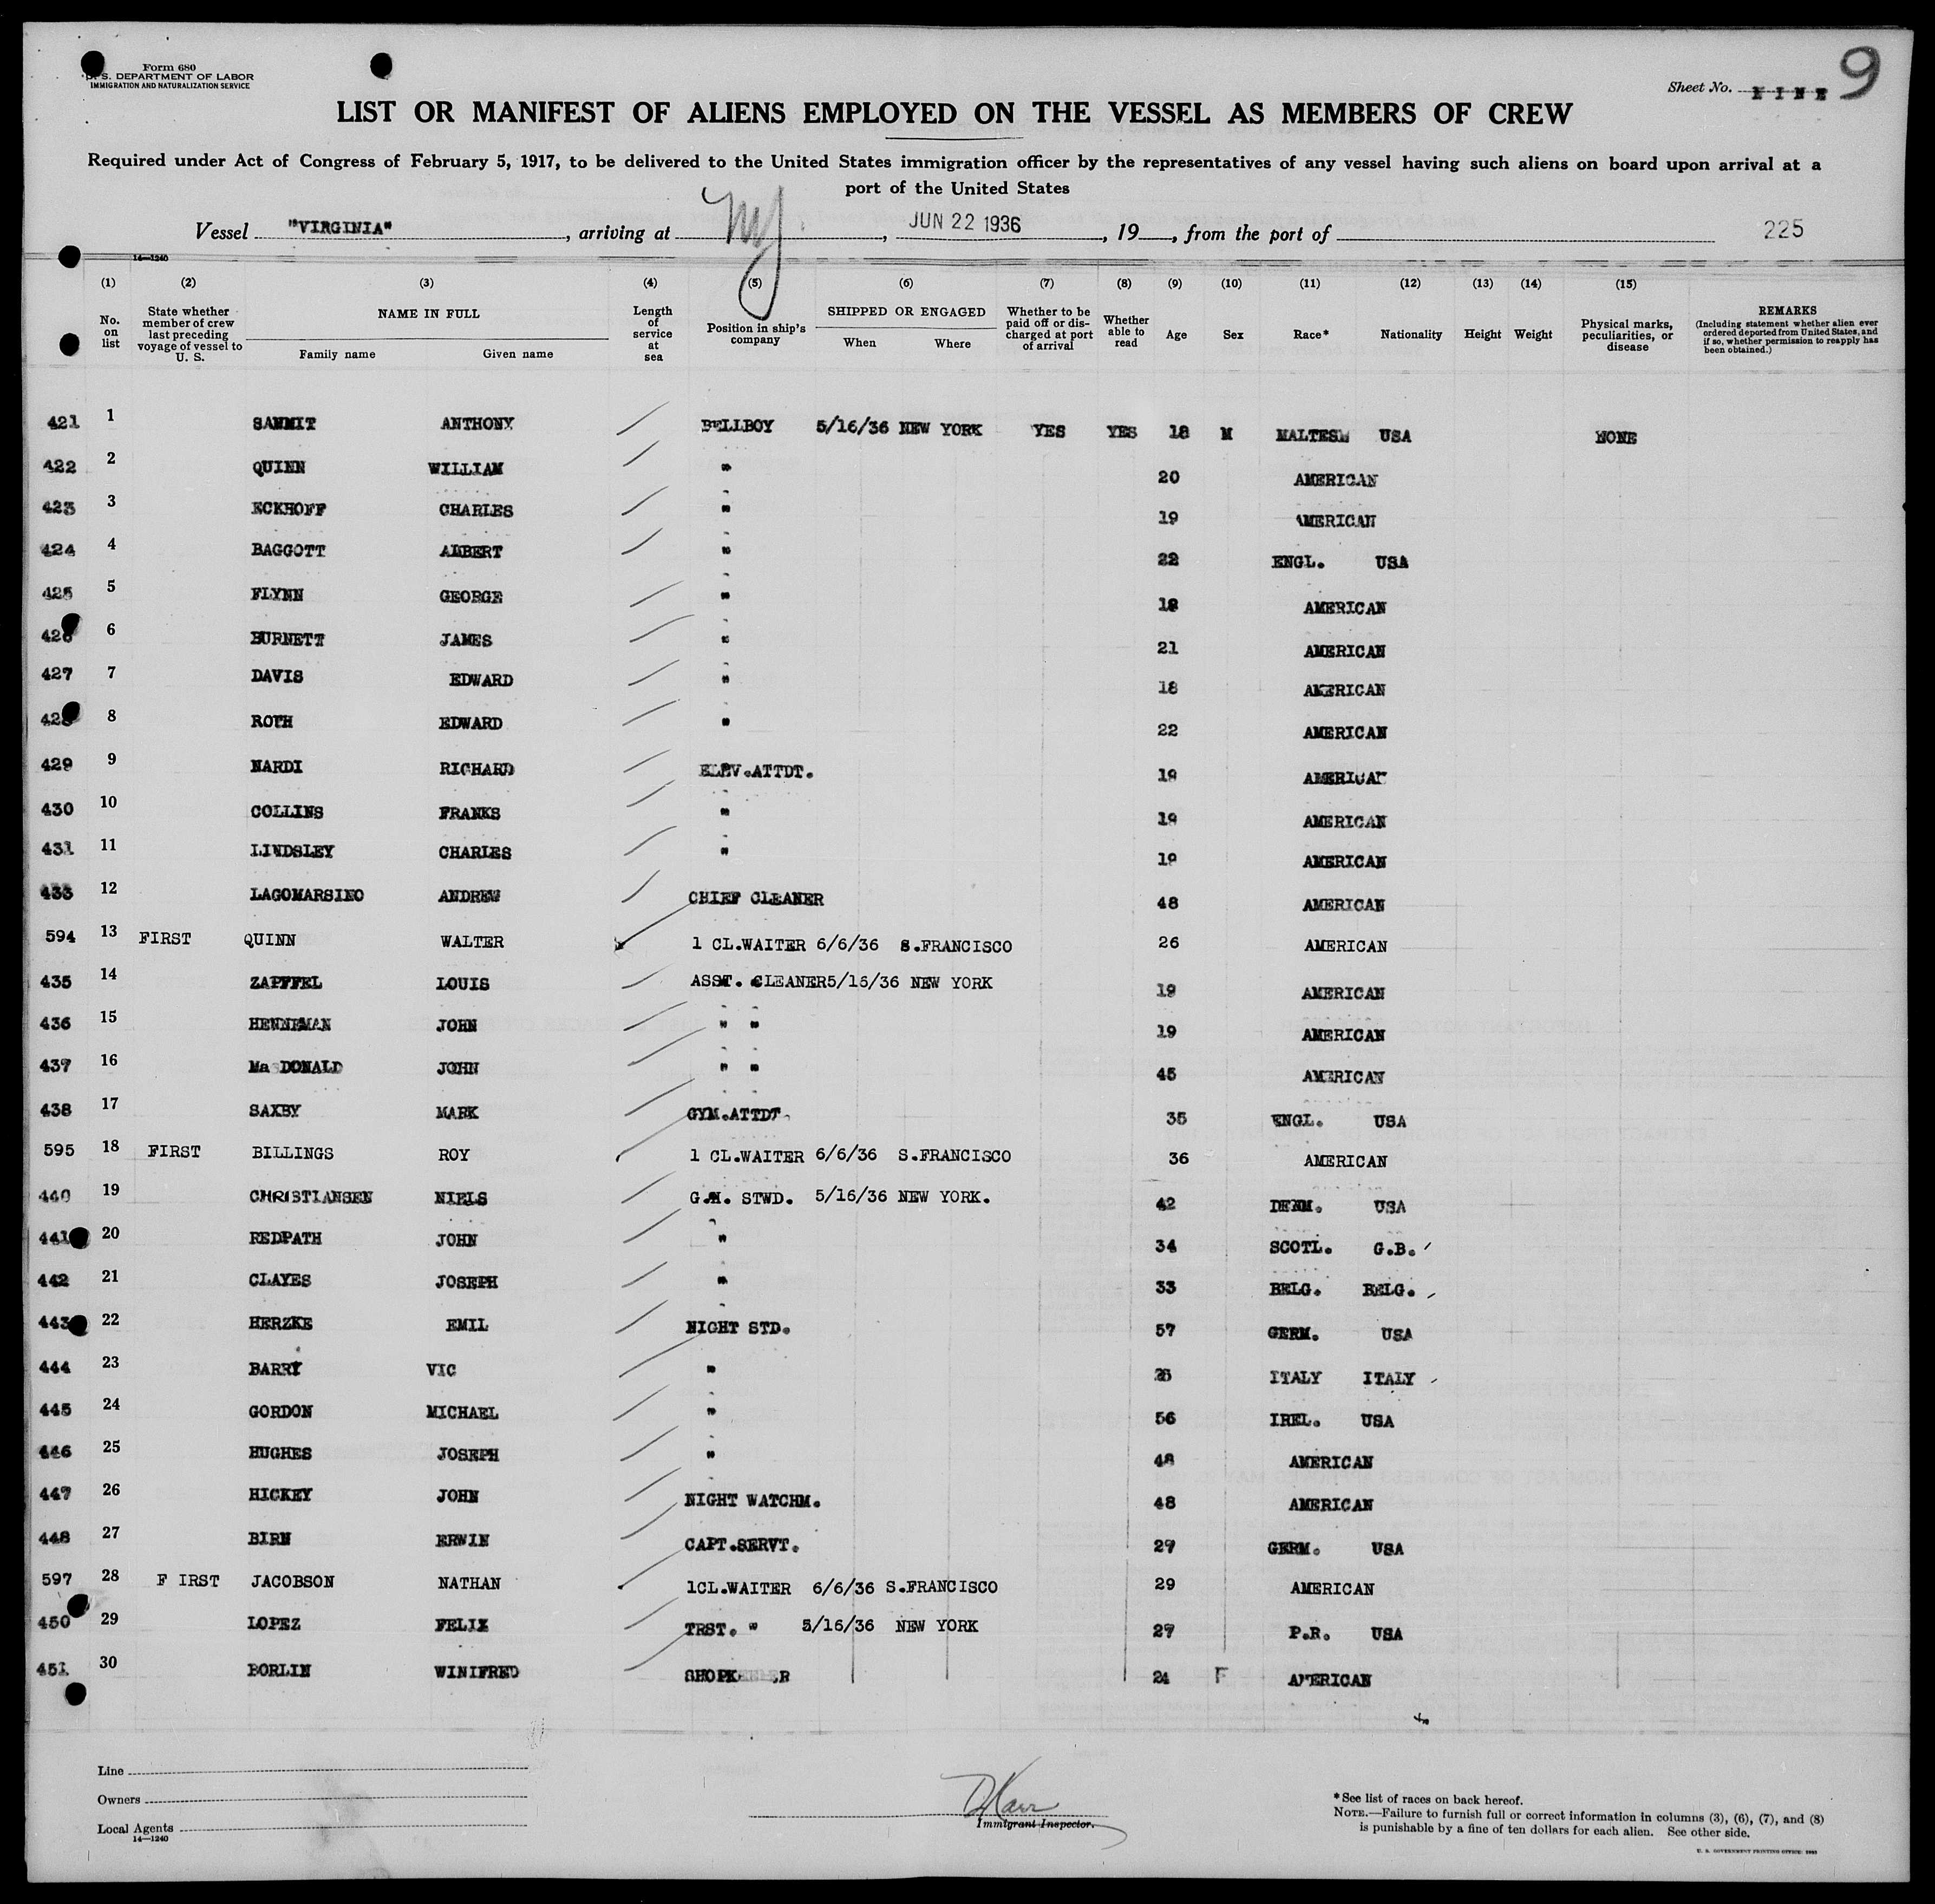 Form 680
U. S. DEPARTMENT OF LABOR
IMMIGRATION AND NATURALIZATION SERVICE
Sheet No. NINE 9
LIST OR MANIFEST OF ALIENS EMPLOYED ON THE VESSEL AS MEMBERS OF CREW
Required under Act of Congress of February 5, 1917, to be delivered to the United States immigration officer by the representatives of any vessel having such aliens on board upon arrival at a
port of the United States
Vessel "VIRGINIA", arriving at NY, JUN 22 1936, 19, from the port of 225
14—1240
(1) (2) (3) (4) (5) (6) (7) (8) (9) (10) (11) (12) (13) (14) (15)
No. on list State whether member of crew last preceding voyage of vessel to U. S. NAME IN FULL Family name Given name Length of service at sea Position in ship's company SHIPPED OR ENGAGED When Where Whether to be paid off or discharged at port of arrival Whether able to read Age Sex Race* Nationality Height Weight Physical marks, peculiarities, or disease REMARKS (Including statement whether alien ever ordered deported from United States, and if so, whether permission to reapply has been obtained.)
421 1 SAMMIT ANTHONY BELLBOY 5/16/36 NEW YORK YES YES 18 M MALTESE USA NONE
422 2 QUINN WILLIAM " 20 AMERICAN
423 3 ECKHOFF CHARLES " 19 AMERICAN
424 4 BAGGOTT ALBERT " 22 ENGL. USA
425 5 FLYNN GEORGE " 18 AMERICAN
426 6 BURNETT JAMES " 21 AMERICAN
427 7 DAVIS EDWARD " 18 AMERICAN
428 8 ROTH EDWARD " 22 AMERICAN
429 9 NARDI RICHARD ELEV.ATTDT. 19 AMERICAN
430 10 COLLINS FRANKS " 19 AMERICAN
431 11 LINDSLEY CHARLES " 19 AMERICAN
433 12 LAGOMARSINO ANDREW CHIEF CLEANER 48 AMERICAN
594 13 FIRST QUINN WALTER 1 CL.WAITER 6/6/36 S.FRANCISCO 26 AMERICAN
435 14 ZAPFFEL LOUIS ASST. CLEANER 5/16/36 NEW YORK 19 AMERICAN
436 15 HENNEMAN JOHN " " 19 AMERICAN
437 16 Ma DONALD JOHN " " 45 AMERICAN
438 17 SAXBY MARK GYM.ATTDT. 35 ENGL. USA
595 18 FIRST BILLINGS ROY 1 CL.WAITER 6/6/36 S.FRANCISCO 36 AMERICAN
440 19 CHRISTIANSEN NIELS G.H. STWD. 5/16/36 NEW YORK. 42 DENM. USA
441 20 REDPATH JOHN " 34 SCOTL. G.B.
442 21 CLAYES JOSEPH " 33 BELG. BELG.
443 22 HERZKE EMIL NIGHT STD. 57 GERM. USA
444 23 BARRY VIC " ITALY ITALY
445 24 GORDON MICHAEL " 56 IREL. USA
446 25 HUGHES JOSEPH " 48 AMERICAN
447 26 HICKEY JOHN NIGHT WATCHM. 48 AMERICAN
448 27 BIRN ERWIN CAPT.SERVT. 27 GERM. USA
597 28 F IRST JACOBSON NATHAN 1CL.WAITER 6/6/36 S.FRANCISCO 29 AMERICAN
450 29 LOPEZ FELIX TRST. " 5/16/36 NEW YORK 27 P.R. USA
451 30 BORLIN WINIFRED SHOPKEEPER 24 F AMERICAN
Line
Owners
Local Agents
14—1240
Immigrant Inspector.
*See list of races on back hereof.
NOTE.—Failure to furnish full or correct information in columns (3), (6), (7), and (8)
is punishable by a fine of ten dollars for each alien. See other side.
U. S. GOVERNMENT PRINTING OFFICE: